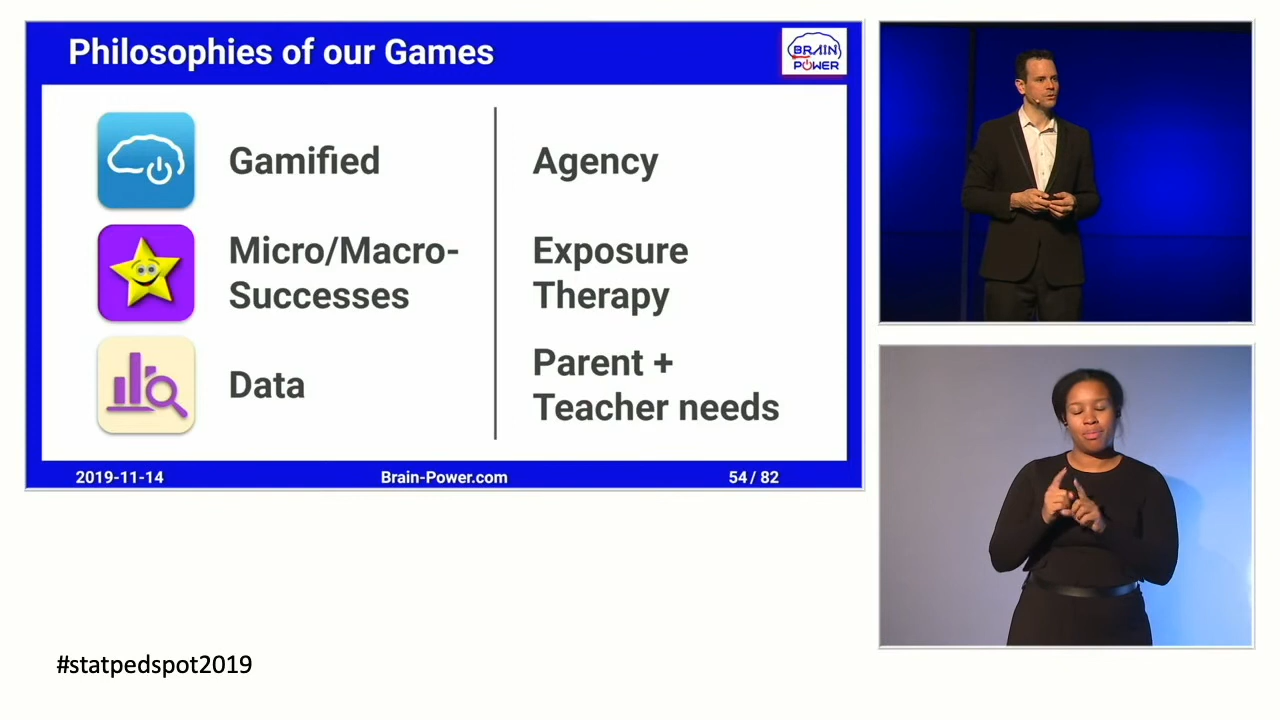 Philosophies of our Games
BRAIN
POWER
Gamified
Agency
Micro/Macro-
Successes
Exposure
Therapy
Data
Parent +
Teacher needs
2019-11-14
Brain-Power.com
54 / 82
#statpedspot2019